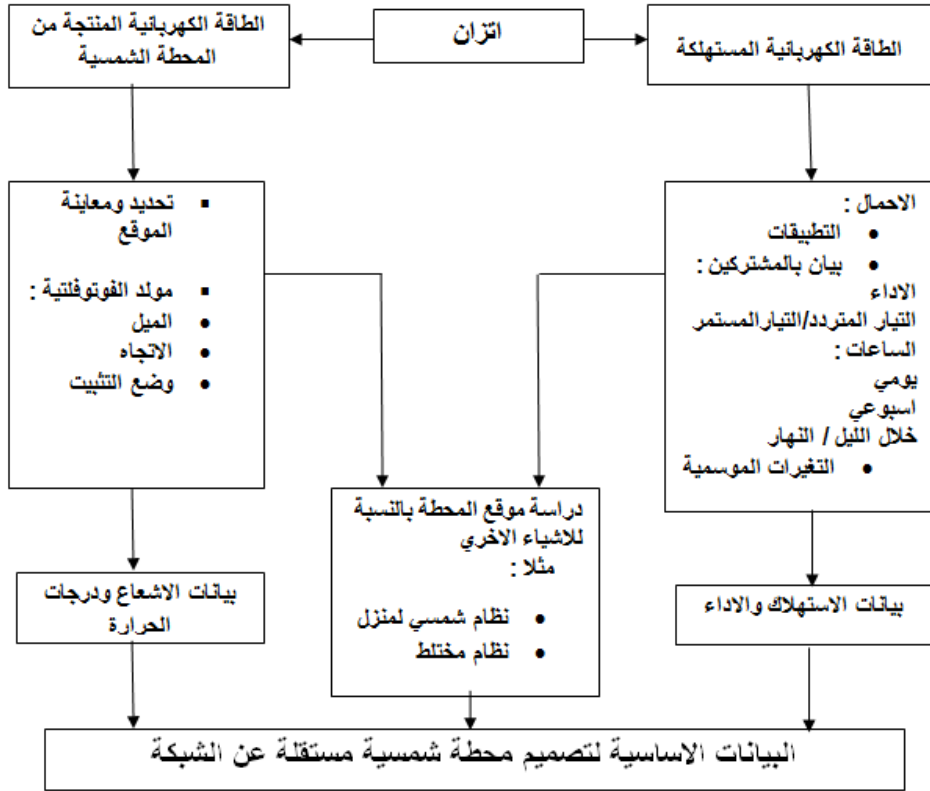 اتزان
الطاقة الكهربائية المستهلكة
الطاقة الكهربائية المنتجة من
المحطة الشمسية
الاحمال :
• التطبيقات
• بيان بالمشتركين :
الاداء
التيار المتردد/التيارالمستمر
الساعات :
يومي
اسبوعي
خلال الليل / النهار
• التغيرات الموسمية
▪ تحديد ومعاينة
الموقع
▪ مولد الفوتوفلتية :
• الميل
• الاتجاه
• وضع التثبيت
دراسة موقع المحطة بالنسبة
للاشياء الاخري
مثلا :
• نظام شمسي لمنزل
• نظام مختلط
بيانات الاستهلاك والاداء
بيانات الاشعاع ودرجات
الحرارة
البيانات الاساسية لتصميم محطة شمسية مستقلة عن الشبكة